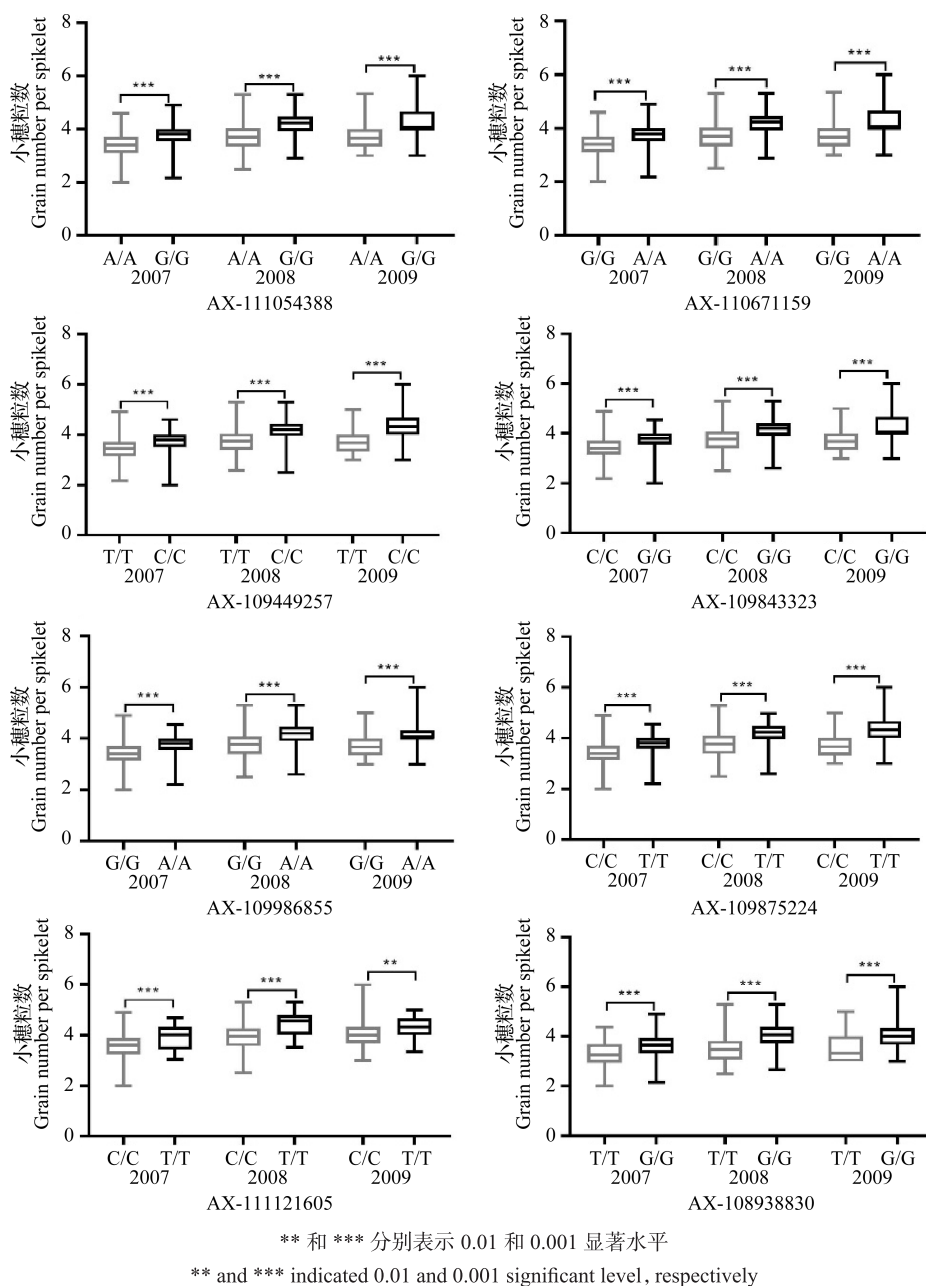 小穗粒数
Grain number per spikelet
8
6
4
2
0
*** *** ***
A/A G/G A/A G/G A/A G/G
2007 2008 2009
AX-111054388
小穗粒数
Grain number per spikelet
8
6
4
2
0
*** *** ***
G/G A/A G/G A/A G/G A/A
2007 2008 2009
AX-110671159
小穗粒数
Grain number per spikelet
8
6
4
2
0
*** *** ***
T/T C/C T/T C/C T/T C/C
2007 2008 2009
AX-109449257
小穗粒数
Grain number per spikelet
8
6
4
2
0
*** *** ***
C/C G/G C/C G/G C/C G/G
2007 2008 2009
AX-109843323
小穗粒数
Grain number per spikelet
8
6
4
2
0
*** *** ***
G/G A/A G/G A/A G/G A/A
2007 2008 2009
AX-109986855
小穗粒数
Grain number per spikelet
8
6
4
2
0
*** *** ***
C/C T/T C/C T/T C/C T/T
2007 2008 2009
AX-109875224
小穗粒数
Grain number per spikelet
8
6
4
2
0
*** *** **
C/C T/T C/C T/T C/C T/T
2007 2008 2009
AX-111121605
小穗粒数
Grain number per spikelet
8
6
4
2
0
*** *** ***
T/T G/G T/T G/G T/T G/G
2007 2008 2009
AX-108938830
** 和 *** 分别表示 0.01 和 0.001 显著水平
** and *** indicated 0.01 and 0.001 significant level, respectively